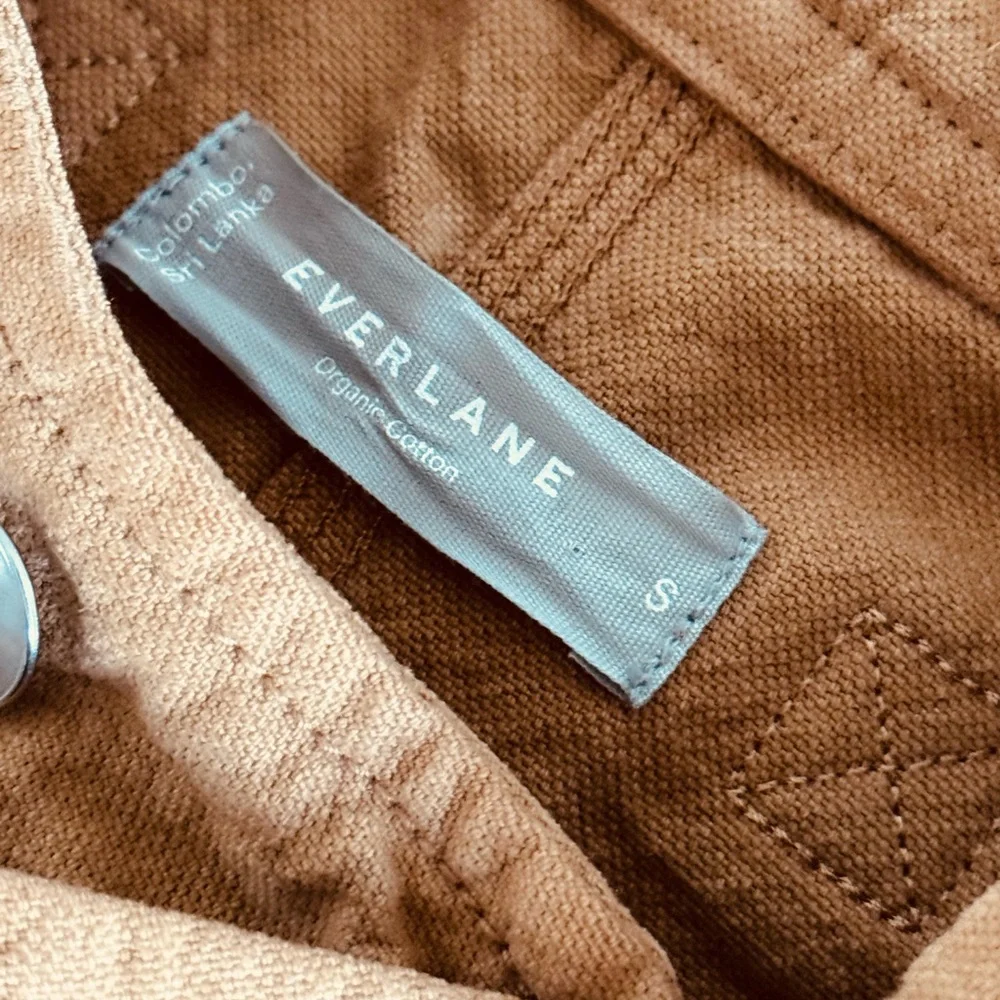 Colombo,
Sri Lanka
EVERLANE
Organic Cotton
S